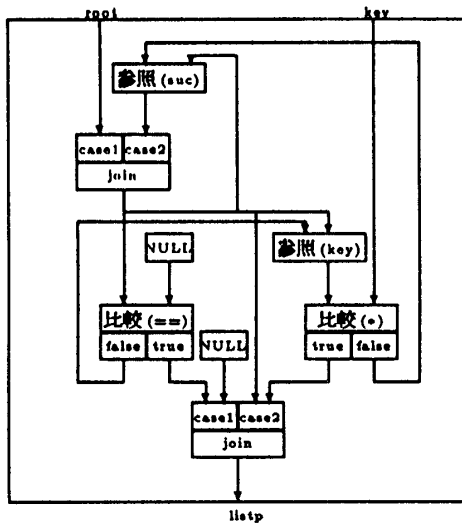 root key
参照(suc)
case1 case2
join
NULL
参照(key)
比較(==)
false true
NULL
比較(*)
true false
case1 case2
join
listp